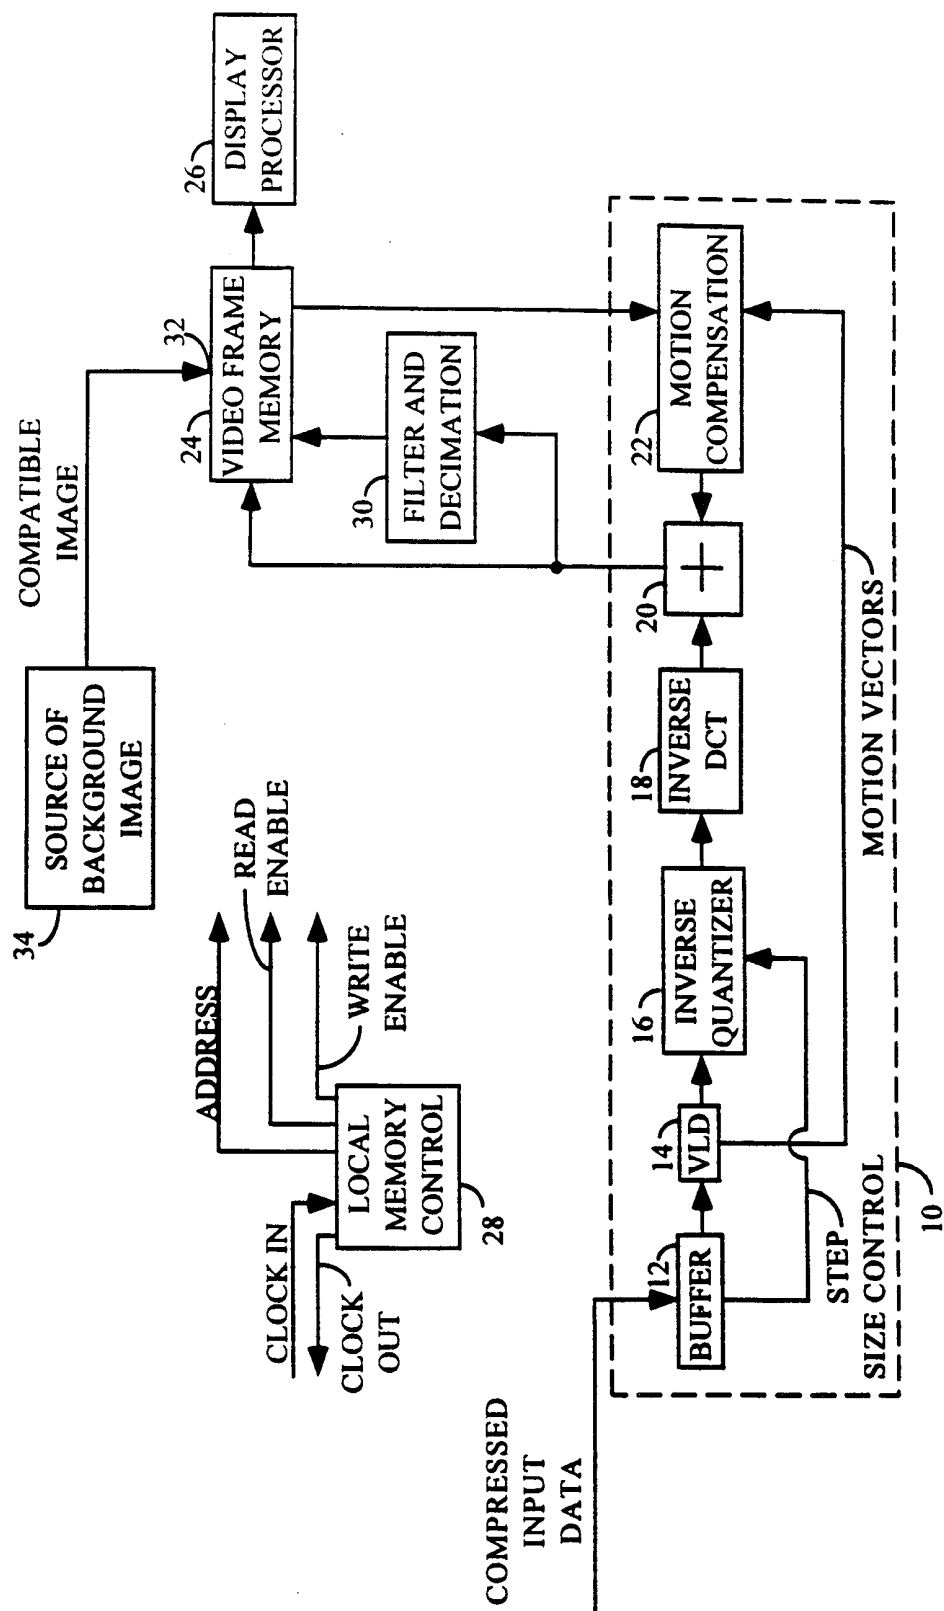 34
SOURCE OF
BACKGROUND
IMAGE
COMPATIBLE
IMAGE
26
DISPLAY
PROCESSOR
24
32
VIDEO FRAME
MEMORY
30
FILTER AND
DECIMATION
ADDRESS
READ
ENABLE
WRITE
ENABLE
CLOCK IN
CLOCK
OUT
LOCAL
MEMORY
CONTROL
28
COMPRESSED
INPUT
DATA
12
BUFFER
14
VLD
16
INVERSE
QUANTIZER
18
INVERSE
DCT
20
+
22
MOTION
COMPENSATION
STEP
SIZE CONTROL
MOTION VECTORS
10